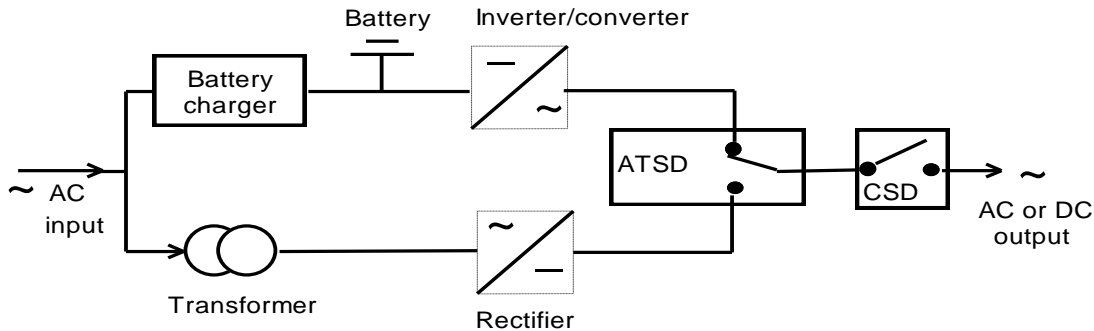 Battery
Inverter/converter
Battery
charger
~
ATSD
~ AC
input
CSD
~
AC or DC
output
~
Transformer
Rectifier